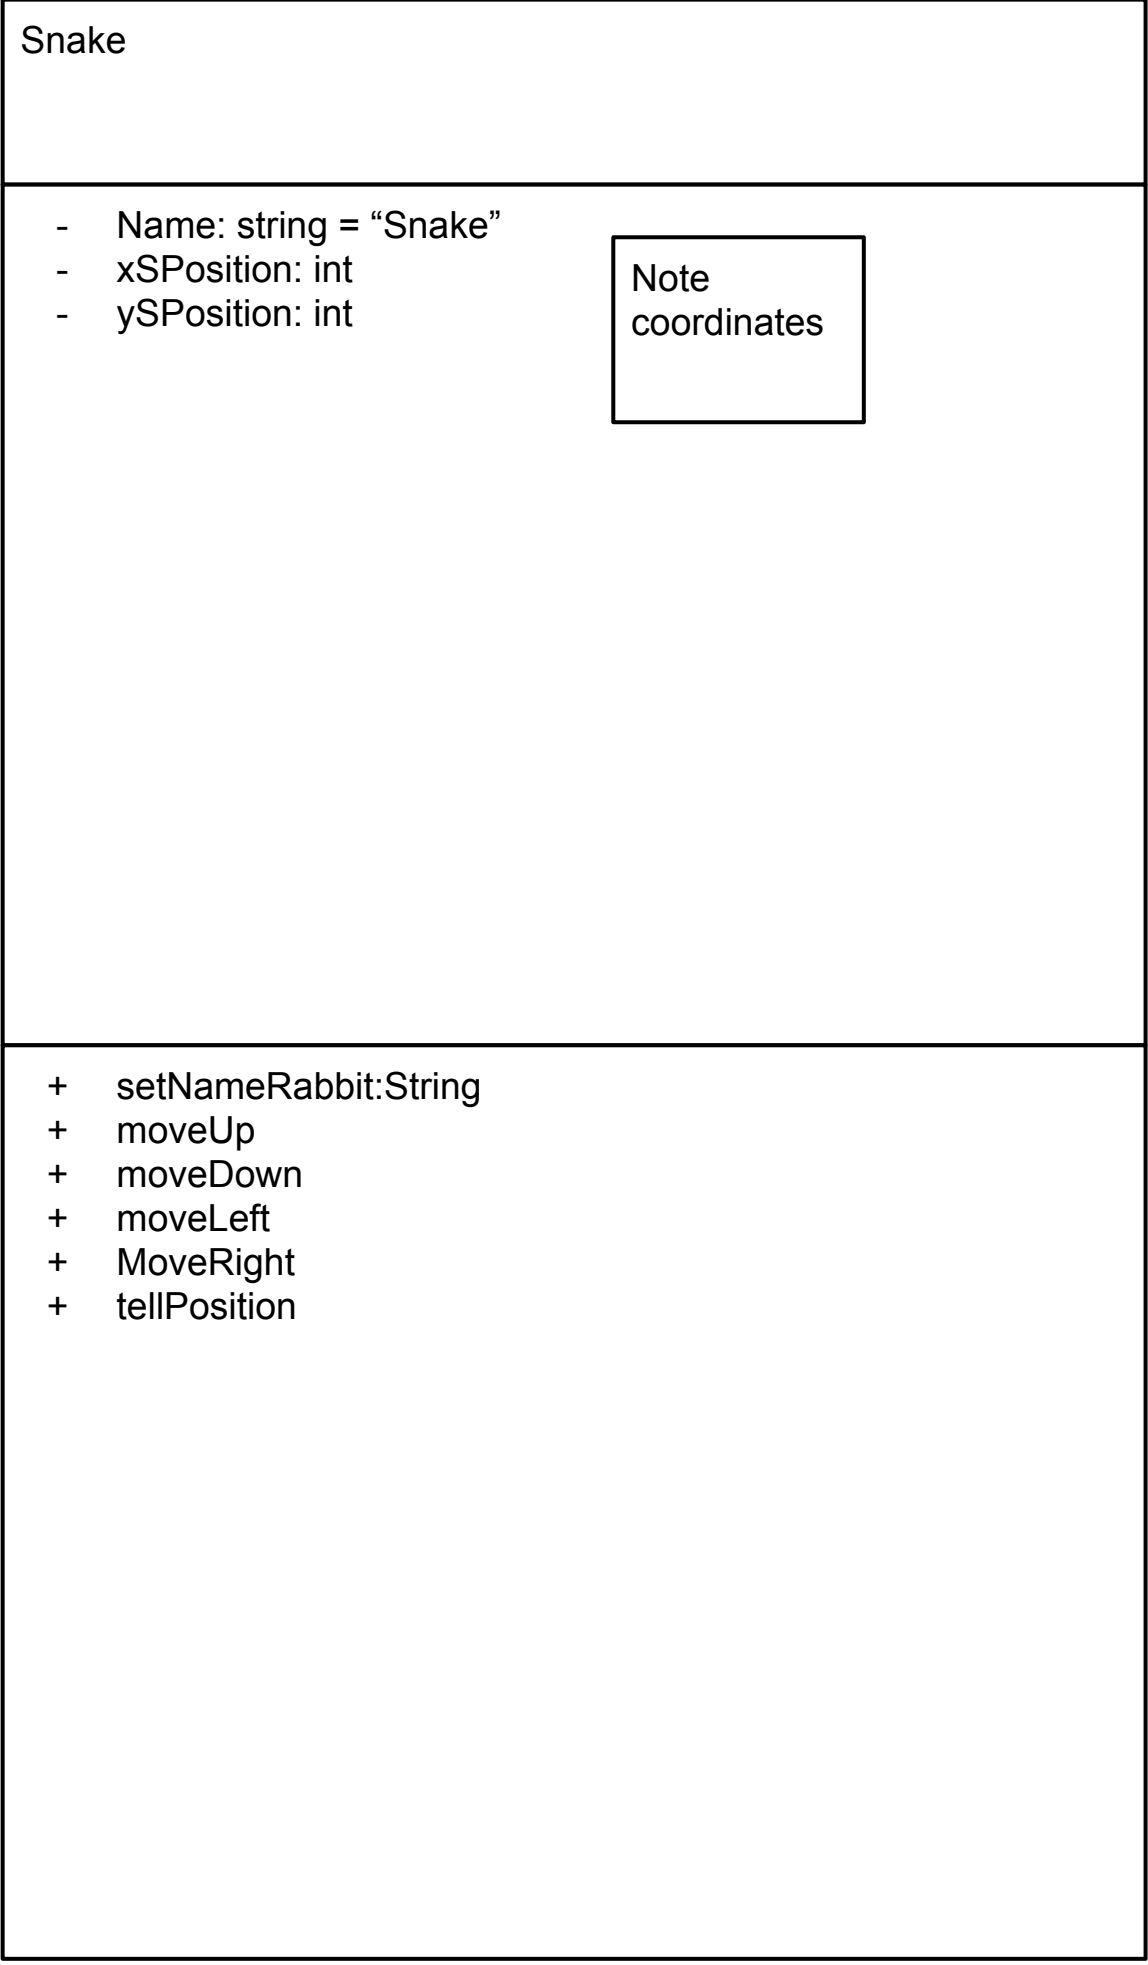 Snake
- Name: string = “Snake”
- xSPosition: int
- ySPosition: int
Note
coordinates
+ setNameRabbit:String
+ moveUp
+ moveDown
+ moveLeft
+ MoveRight
+ tellPosition